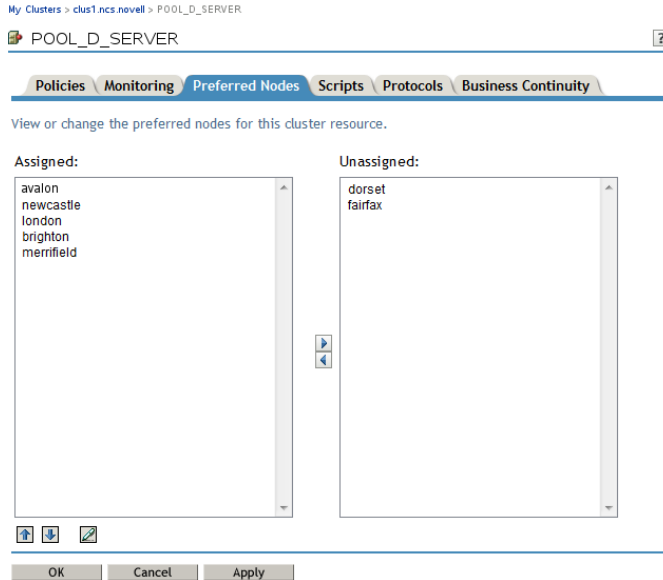 My Clusters > clus1.ncs.novell > POOL_D_SERVER
POOL_D_SERVER
?
Policies Monitoring Preferred Nodes Scripts Protocols Business Continuity
View or change the preferred nodes for this cluster resource.
Assigned: Unassigned:
avalon dorset
newcastle fairfax
london
brighton
merrifield
OK Cancel Apply